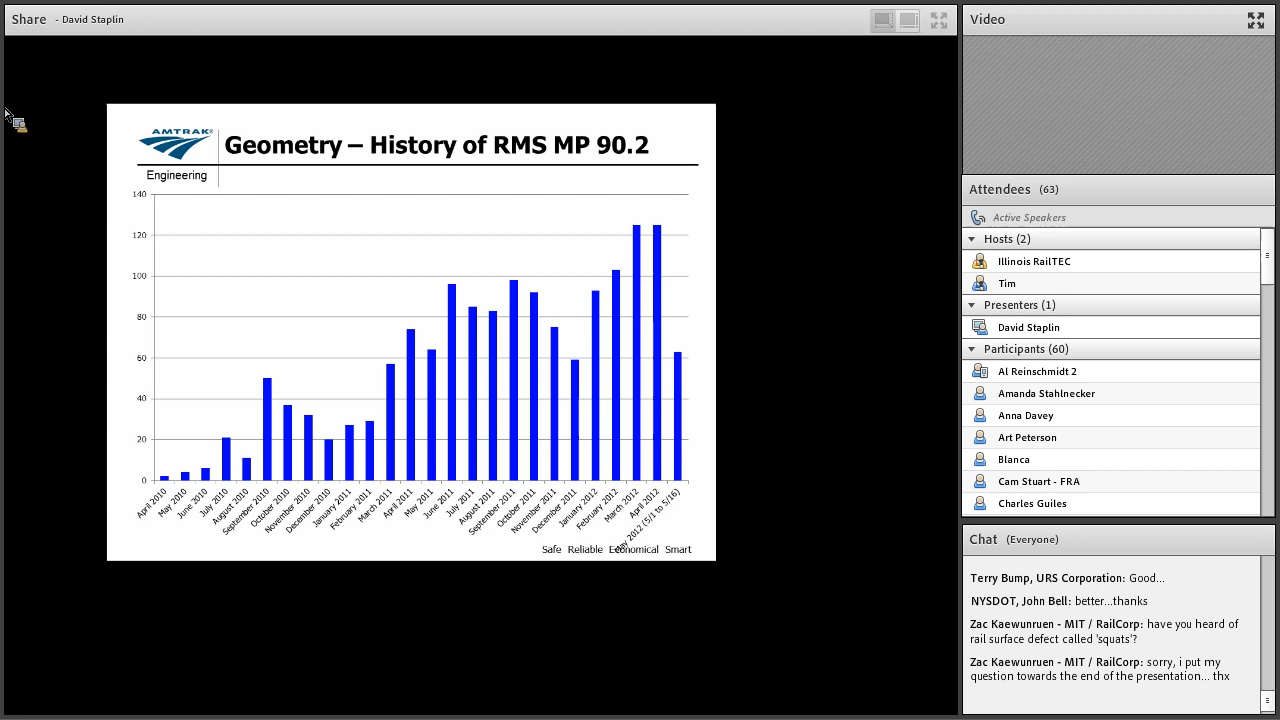 Share - David Staplin
AMTRAK®
Engineering
Geometry – History of RMS MP 90.2
140
120
100
80
60
40
20
0
April 2010
May 2010
June 2010
July 2010
August 2010
September 2010
October 2010
November 2010
December 2010
January 2011
February 2011
March 2011
April 2011
May 2011
June 2011
July 2011
August 2011
September 2011
October 2011
November 2011
December 2011
January 2012
February 2012
March 2012
April 2012
May 2012 (5/1 to 5/16)
Safe Reliable Economical Smart
Video
Attendees (63)
Active Speakers
Hosts (2)
Illinois RailTEC
Tim
Presenters (1)
David Staplin
Participants (60)
Al Reinschmidt 2
Amanda Stahlnecker
Anna Davey
Art Peterson
Blanca
Cam Stuart - FRA
Charles Guiles
Chat (Everyone)
Terry Bump, URS Corporation: Good...
NYSDOT, John Bell: better...thanks
Zac Kaewunruen - MIT / RailCorp: have you heard of
rail surface defect called 'squats'?
Zac Kaewunruen - MIT / RailCorp: sorry, i put my
question towards the end of the presentation... thx